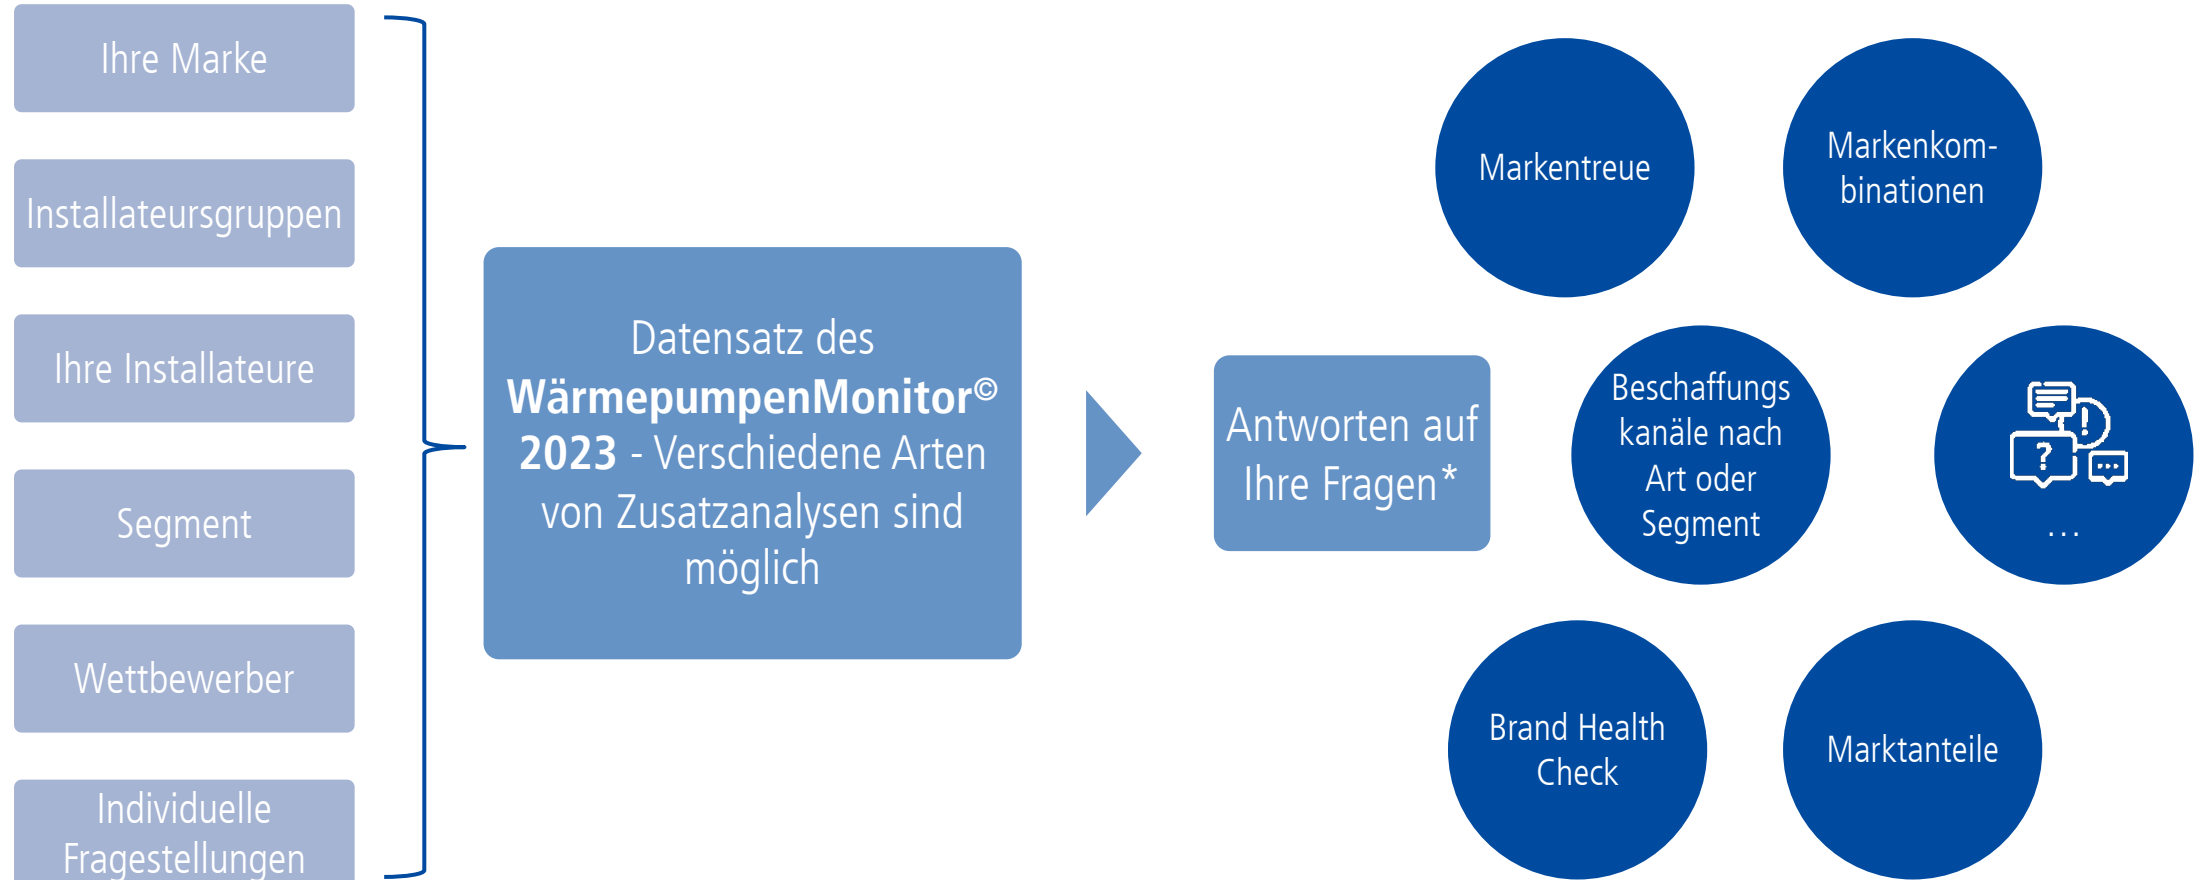 Ihre Marke
Installateursgruppen
Ihre Installateure
Segment
Wettbewerber
Individuelle
Fragestellungen
Datensatz des
WärmepumpenMonitor©
2023 - Verschiedene Arten
von Zusatzanalysen sind
möglich
Antworten auf
Ihre Fragen*
Markentreue
Markenkom-
binationen
Beschaffungs
kanäle nach
Art oder
Segment
!
?
...
…
Brand Health
Check
Marktanteile